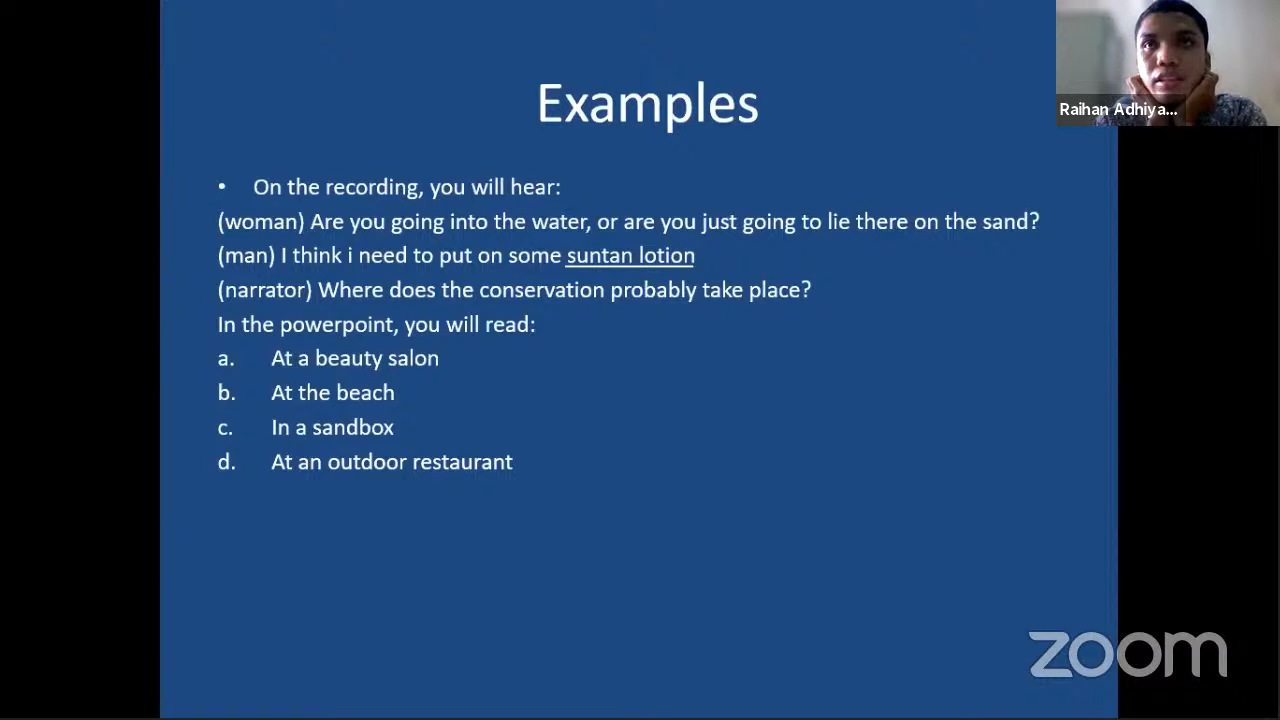 Examples
Raihan Adhiya...
• On the recording, you will hear:
(woman) Are you going into the water, or are you just going to lie there on the sand?
(man) I think i need to put on some suntan lotion
(narrator) Where does the conservation probably take place?
In the powerpoint, you will read:
a. At a beauty salon
b. At the beach
c. In a sandbox
d. At an outdoor restaurant
zoom